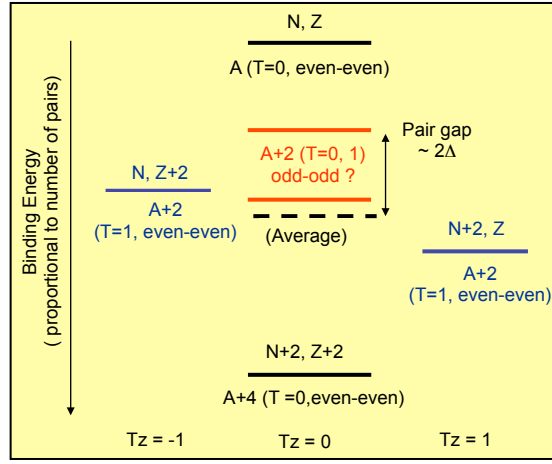 N, Z
A (T=0, even-even)
Pair gap
~ 2Δ
A+2 (T=0, 1)
odd-odd ?
N, Z+2
A+2
(T=1, even-even)
(Average)
N+2, Z
A+2
(T=1, even-even)
N+2, Z+2
A+4 (T =0,even-even)
Tz = -1
Tz = 0
Tz = 1
Binding Energy
( proportional to number of pairs)